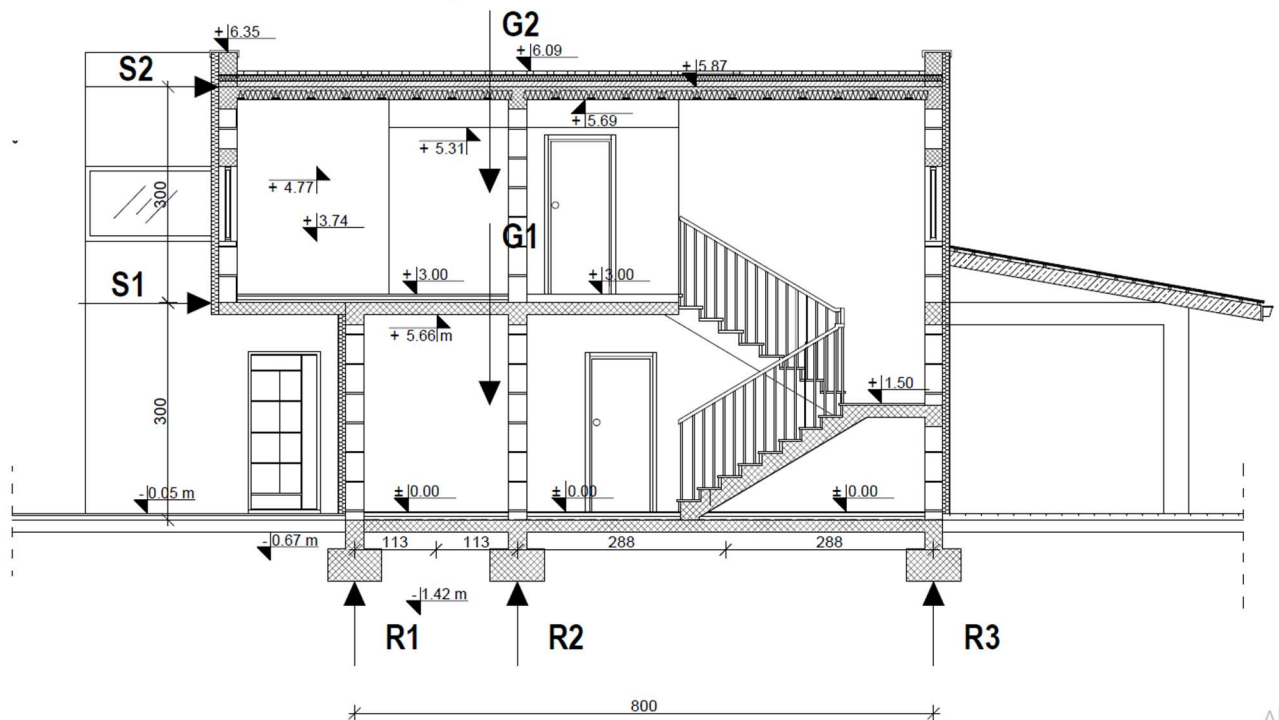 G2
+6.35
+6.09
S2
+5.87
+5.69
+ 5.31
+ 4.77
300
+3.74
G1
S1
+3.00
+3.00
+ 5.66 m
+1.50
300
-0.05 m
±0.00
±0.00
±0.00
-0.67 m
113
113
288
288
-1.42 m
R1
R2
R3
800